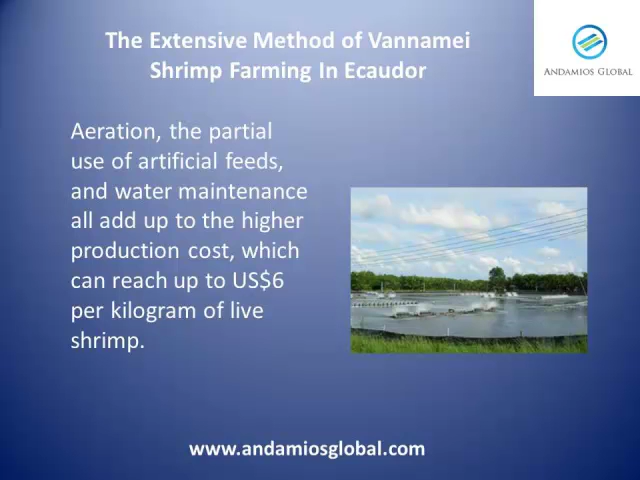 The Extensive Method of Vannamei
Shrimp Farming In Ecaudor
ANDAMIOS GLOBAL
Aeration, the partial
use of artificial feeds,
and water maintenance
all add up to the higher
production cost, which
can reach up to US$6
per kilogram of live
shrimp.
www.andamiosglobal.com